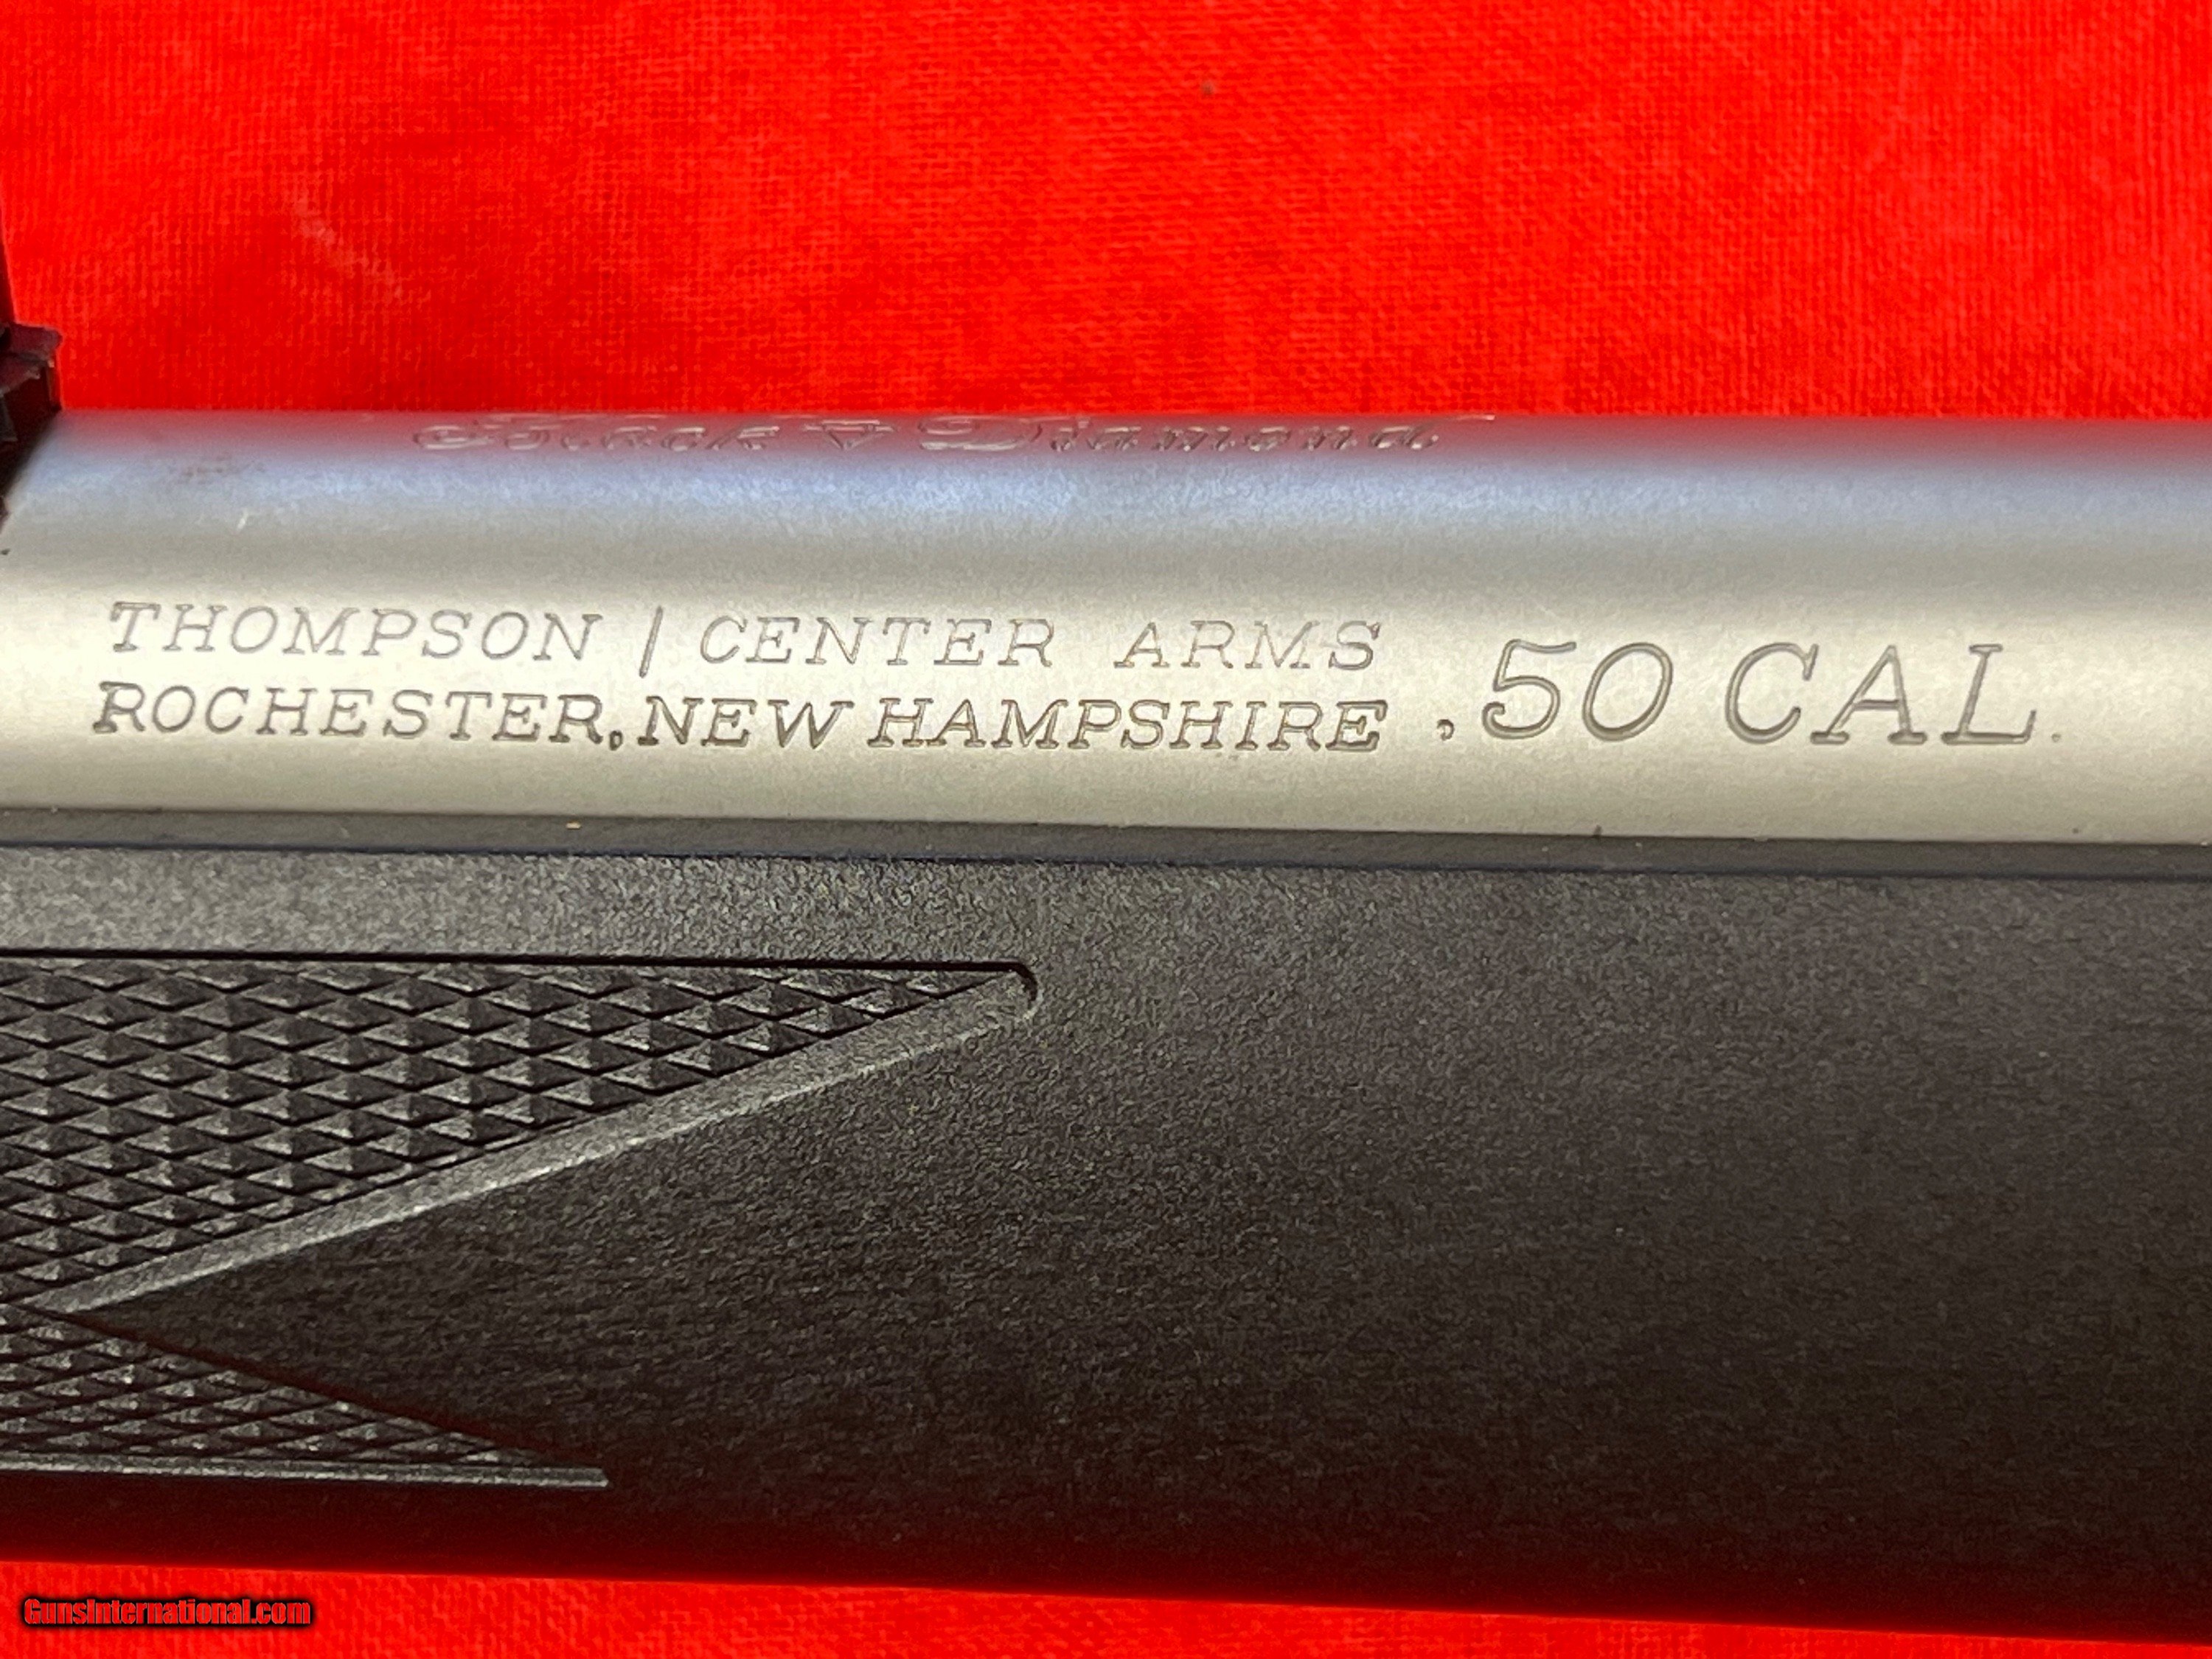 Black Diamond
THOMPSON / CENTER ARMS
ROCHESTER, NEW HAMPSHIRE . .50 CAL.
GunsInternational.com